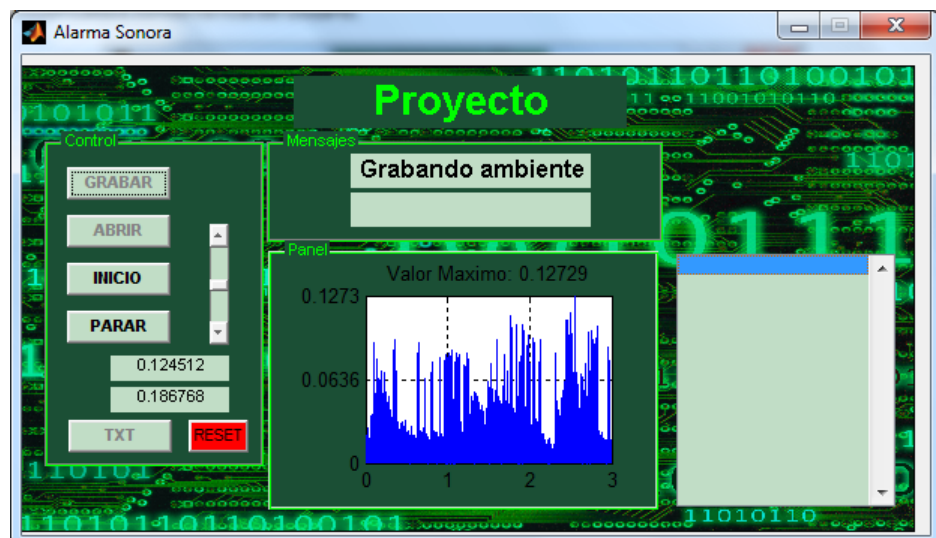 Alarma Sonora
Proyecto
Control
GRABAR
ABRIR
INICIO
PARAR
0.124512
0.186768
TXT
RESET
Mensajes
Grabando ambiente
Panel
Valor Maximo: 0.12729
0.1273
0.0636
0
0 1 2 3